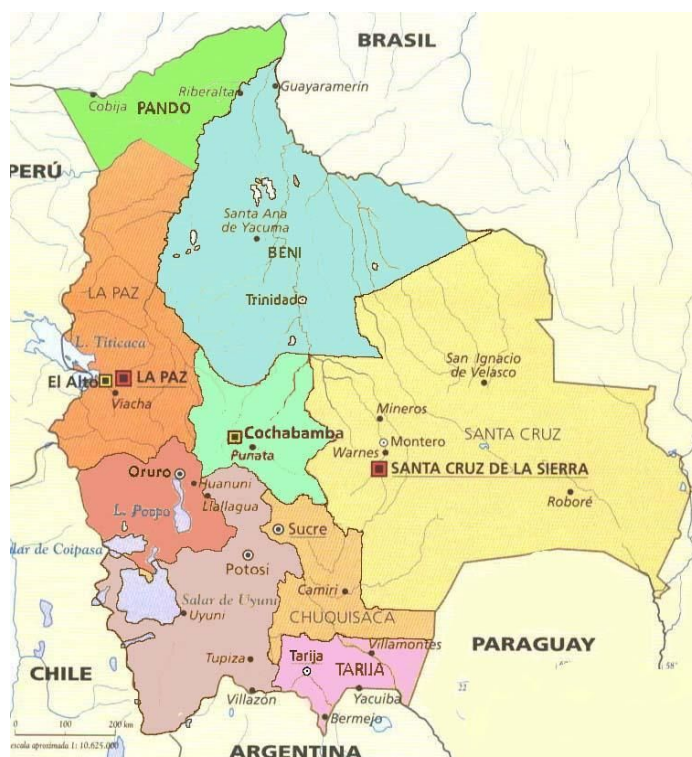 BRASIL
Cobija
PANDO
Riberalta
Guayaramerín
PERÚ
Santa Ana
de Yacuma
BENI
LA PAZ
Trinidad
L. Titicaca
El Alto
LA PAZ
Viacha
San Ignacio
de Velasco
Mineros
Cochabamba
Punata
Montero
SANTA CRUZ
Warnes
SANTA CRUZ DE LA SIERRA
Oruro
Huanuni
Llallagua
Roboré
L. Poopo
Sucre
lar de Coipasa
Potosí
Camiri
Salar de Uyuni
Uyuni
CHUQUISACA
PARAGUAY
Villamontes
Tupiza
Tarija
TARIJA
58°
CHILE
22
Villazón
Yacuiba
Bermejo
0 100 200 km
escala aproximada 1: 10.625.000
ARGENTINA